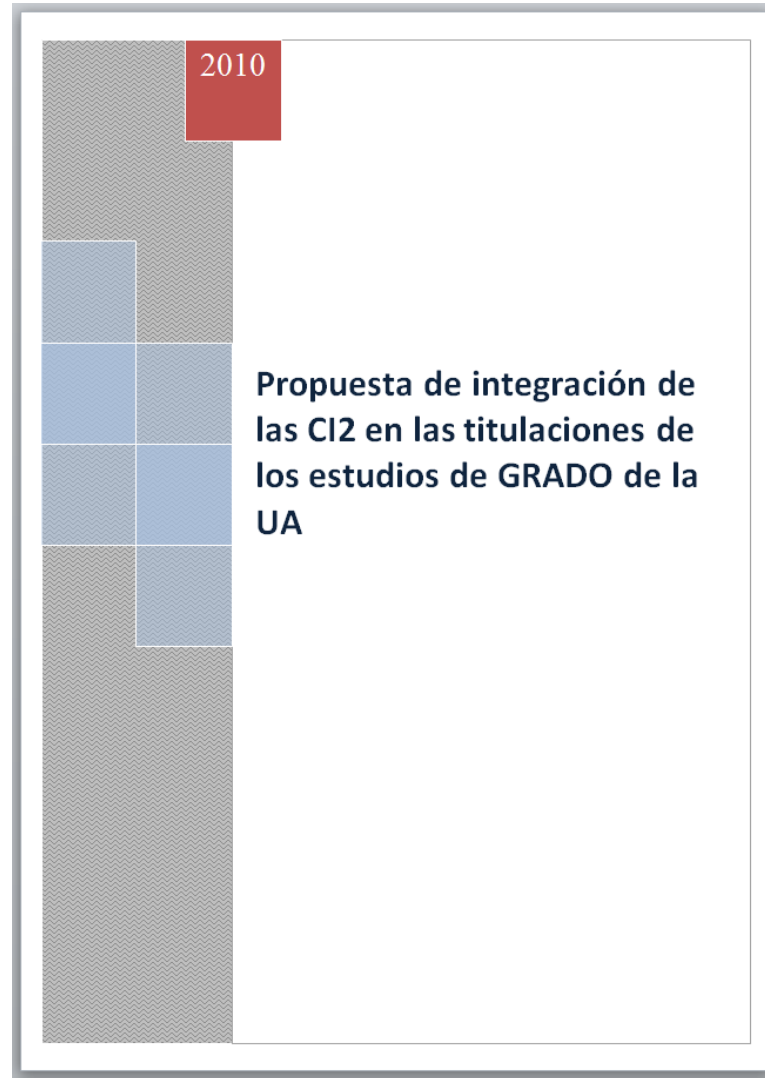 2010
Propuesta de integración de
las CI2 en las titulaciones de
los estudios de GRADO de la
UA